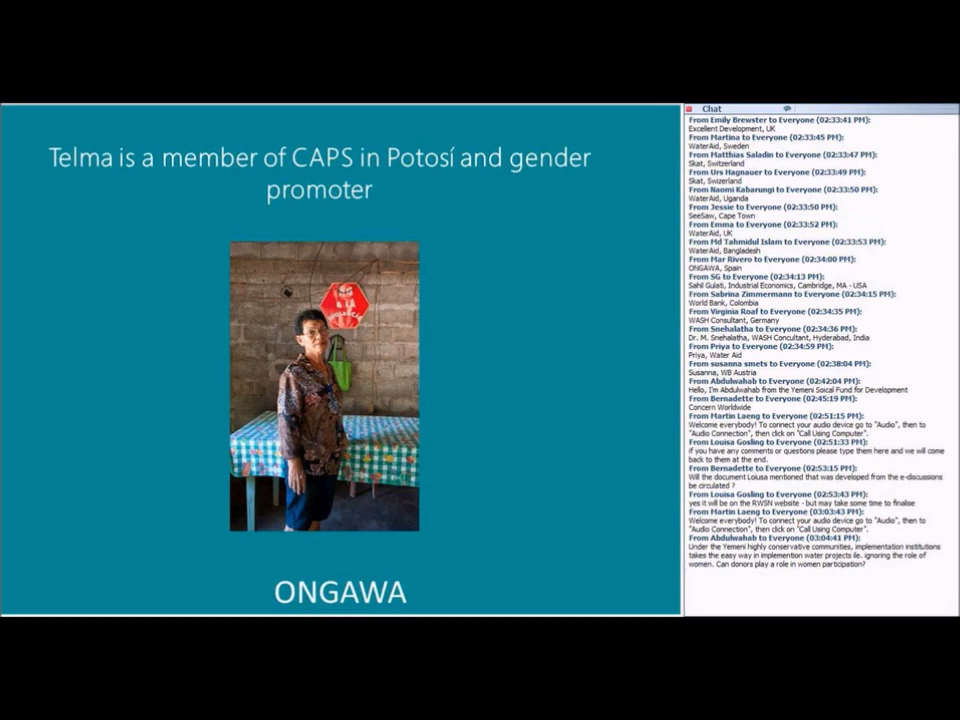 Telma is a member of CAPS in Potosí and gender
promoter
ONGAWA
Chat
From Emily Brewster to Everyone (02:33:41 PM):
Excellent Development, UK
From Martina to Everyone (02:33:45 PM):
WaterAid, Sweden
From Matthias Saladin to Everyone (02:33:47 PM):
Skat, Switzerland
From Urs Hagnauer to Everyone (02:33:49 PM):
Skat, Swizerland
From Naomi Kabarungi to Everyone (02:33:50 PM):
WaterAid, Uganda
From Jessie to Everyone (02:33:50 PM):
SeeSaw, Cape Town
From Emma to Everyone (02:33:52 PM):
WaterAid, UK
From Md Tahmidul Islam to Everyone (02:33:53 PM):
WaterAid, Bangladesh
From Mar Rivero to Everyone (02:34:00 PM):
ONGAWA, Spain
From SG to Everyone (02:34:13 PM):
Sahil Gulati, Industrial Economics, Cambridge, MA - USA
From Sabrina Zimmermann to Everyone (02:34:15 PM):
World Bank, Colombia
From Virginia Roaf to Everyone (02:34:35 PM):
WASH Consultant, Germany
From Snehalatha to Everyone (02:34:36 PM):
Dr. M. Snehalatha, WASH Concultant, Hyderabad, India
From Priya to Everyone (02:34:59 PM):
Priya, Water Aid
From susanna smets to Everyone (02:38:04 PM):
Susanna, WB Austria
From Abdulwahab to Everyone (02:42:04 PM):
Hello, I'm Abdulwahab from the Yemeni Soical Fund for Development
From Bernadette to Everyone (02:45:19 PM):
Concern Worldwide
From Martin Laeng to Everyone (02:51:15 PM):
Welcome everybody! To connect your audio device go to "Audio", then to
"Audio Connection", then click on "Call Using Computer".
From Louisa Gosling to Everyone (02:51:33 PM):
if you have any comments or questions please type them here and we will come
back to them at the end.
From Bernadette to Everyone (02:53:15 PM):
Will the document Loiusa mentioned that was developed from the e-discussions
be circulated ?
From Louisa Gosling to Everyone (02:53:43 PM):
yes it will be on the RWSN website - but may take some time to finalise
From Martin Laeng to Everyone (03:03:43 PM):
Welcome everybody! To connect your audio device go to "Audio", then to
"Audio Connection", then click on "Call Using Computer".
From Abdulwahab to Everyone (03:04:41 PM):
Under the Yemeni highly conservative communities, implementation institutions
takes the easy way in implemention water projects ie. ignoring the role of
women. Can donors play a role in women participation?